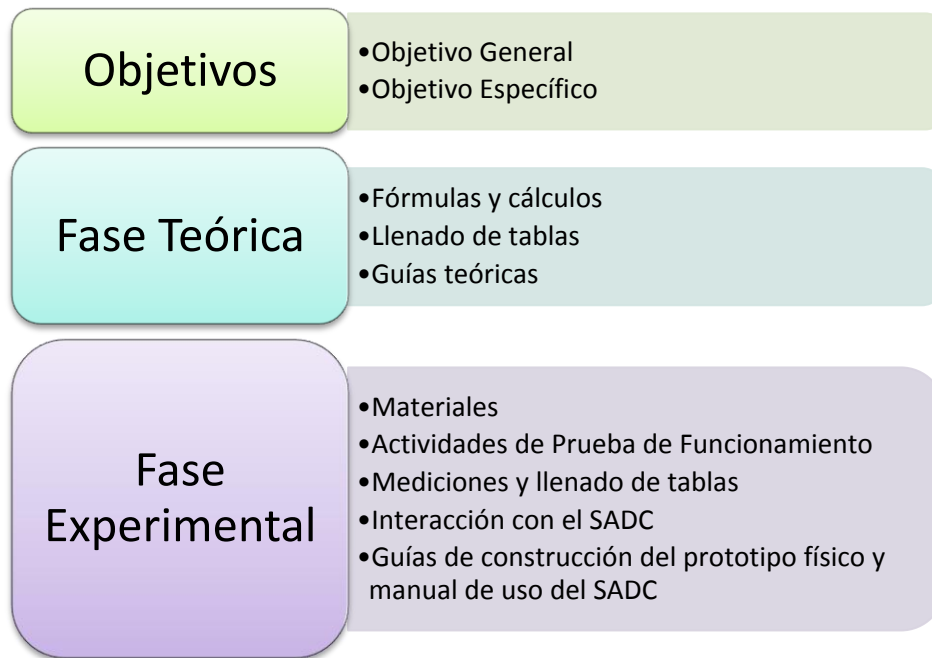 Objetivos
•Objetivo General
•Objetivo Específico
Fase Teórica
•Fórmulas y cálculos
•Llenado de tablas
•Guías teóricas
Fase
Experimental
•Materiales
•Actividades de Prueba de Funcionamiento
•Mediciones y llenado de tablas
•Interacción con el SADC
•Guías de construcción del prototipo físico y
manual de uso del SADC